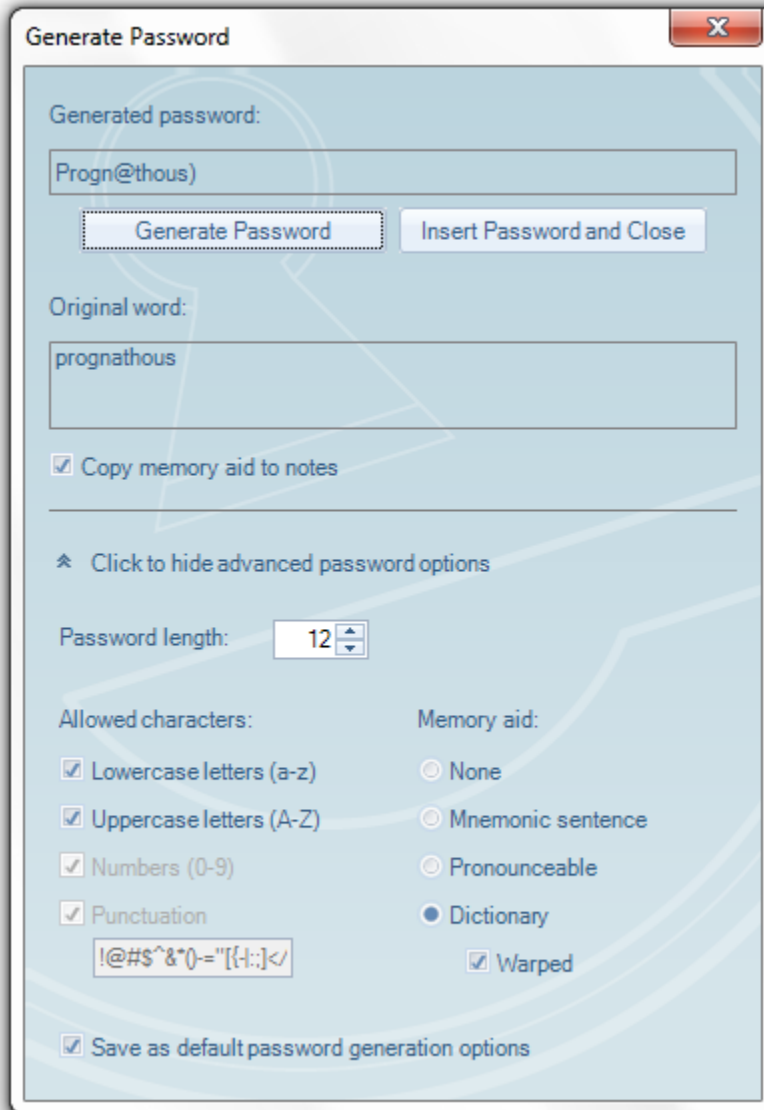 Generate Password
Generated password:
Progn@thous)
Generate Password Insert Password and Close
Original word:
prognathous
Copy memory aid to notes
Click to hide advanced password options
Password length: 12
Allowed characters: Memory aid:
Lowercase letters (a-z) None
Uppercase letters (A-Z) Mnemonic sentence
Numbers (0-9) Pronounceable
Punctuation Dictionary
!@#$^&*()-="[{-|:;]</ Warped
Save as default password generation options